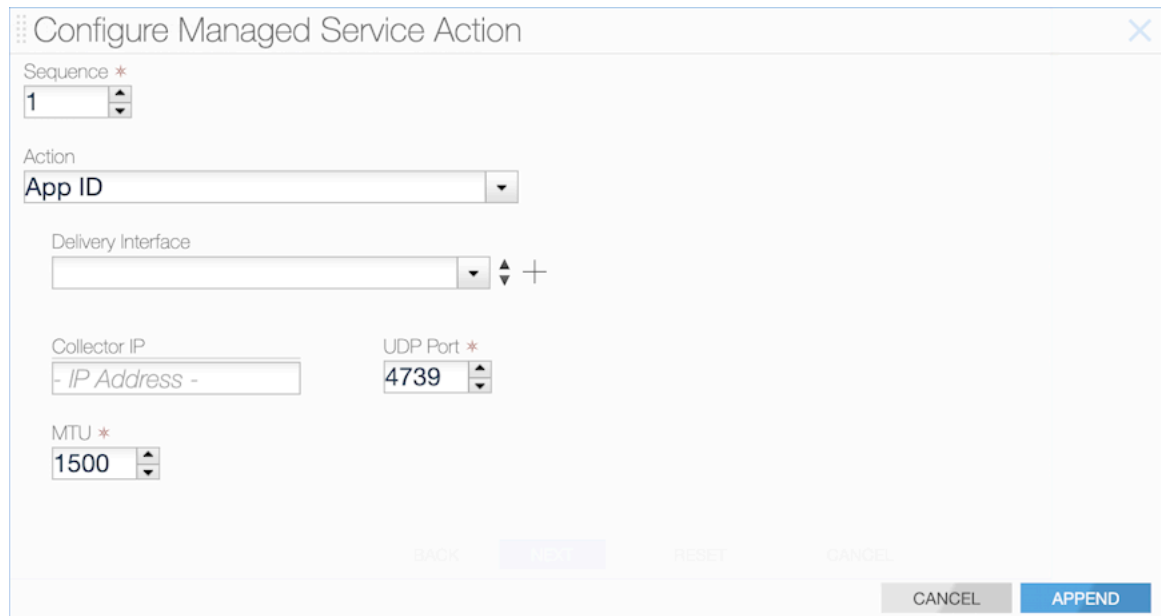 Configure Managed Service Action
Sequence *
1
Action
App ID
Delivery Interface
Collector IP UDP Port *
- IP Address - 4739
MTU *
1500
BACK NEXT RESET CANCEL
CANCEL APPEND